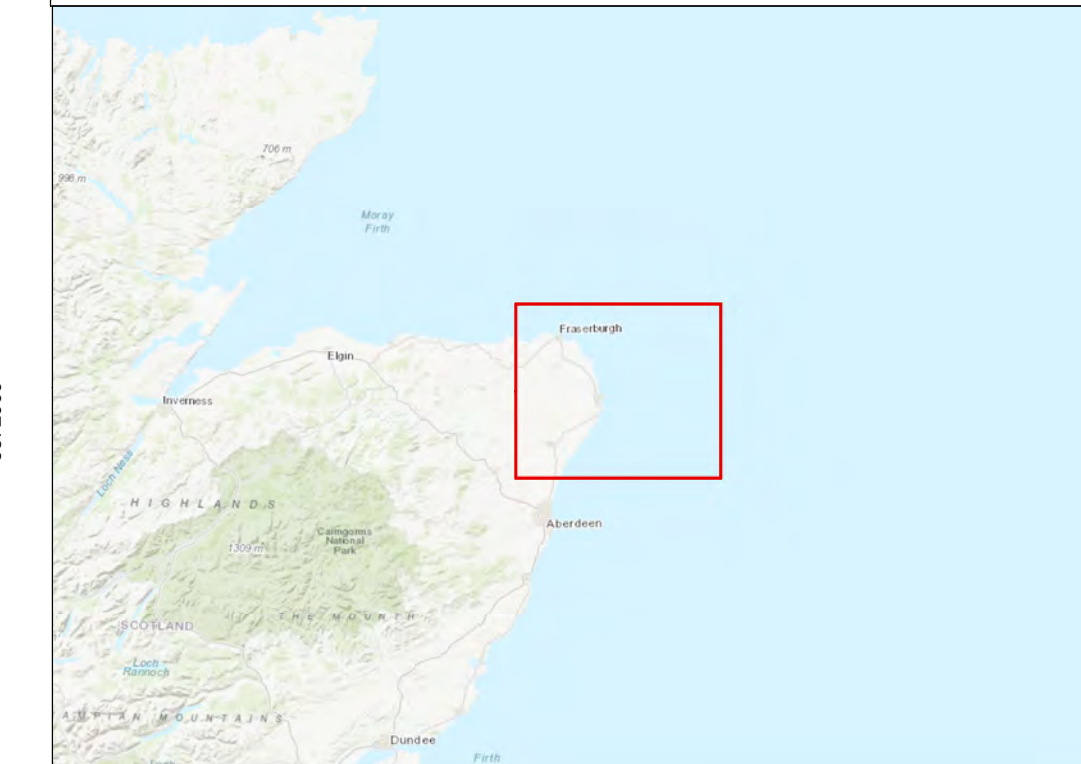 706 m
998 m
Moray
Firth
Fraserburgh
Elgin
Inverness
Loch Ness
HIGHLANDS
Aberdeen
Cairngorms
National
Park
1309 m
THE MOUNTH
SCOTLAND
Loch
Rannoch
AMPIAN MOUNTAINS
Dundee
Firth